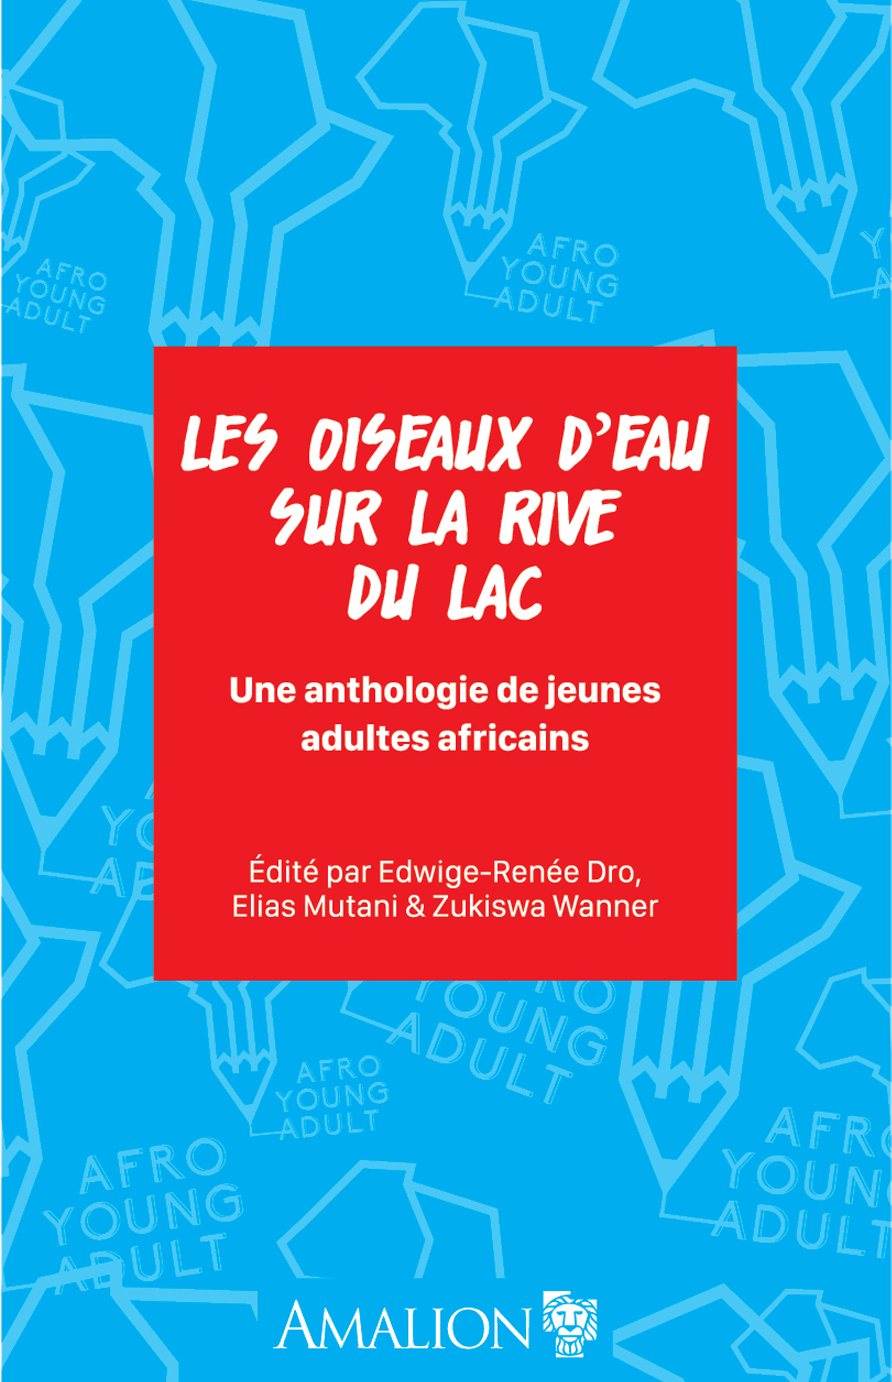 AFRO
YOUNG
ADULT
AFRO
YOUNG
ADULT
LES OISEAUX D'EAU
SUR LA RIVE
DU LAC
Une anthologie de jeunes
adultes africains
Édité par Edwige-Renée Dro,
Elias Mutani & Zukiswa Wanner
YOUNG
ADULT
AFRO
YOUNG
ADULT
AFRO
YOUNG
ADULT
AFRO
YOUN
ADULT
AMALION